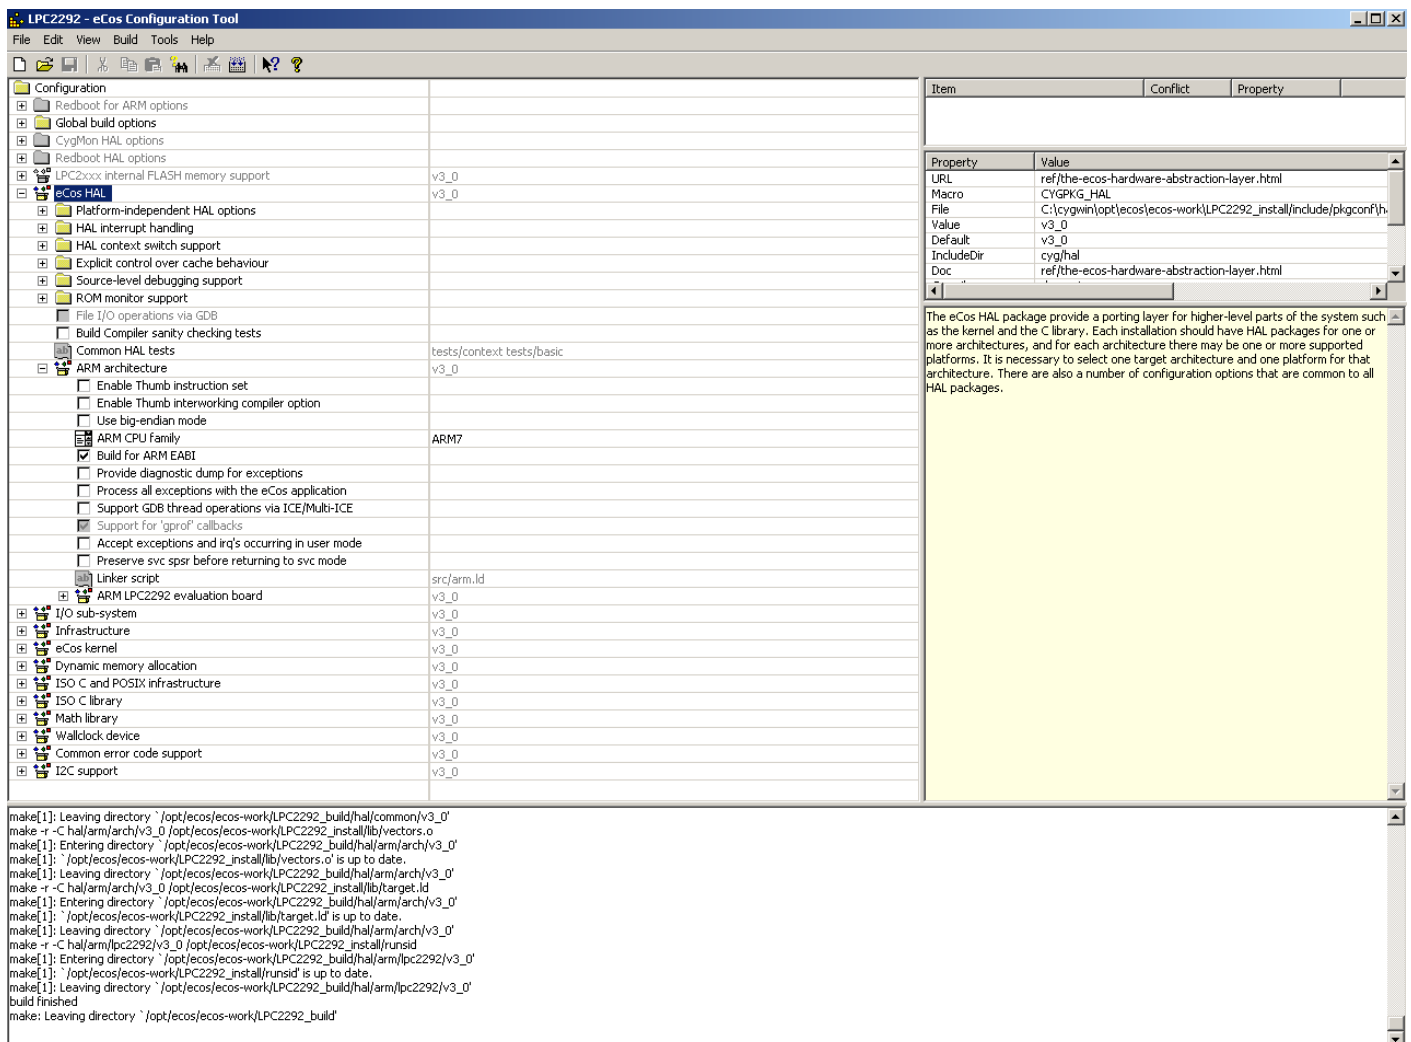 LPC2292 - eCos Configuration Tool
File Edit View Build Tools Help
Configuration
Redboot for ARM options
Global build options
CygMon HAL options
Redboot HAL options
LPC2xxx internal FLASH memory support v3_0
eCos HAL v3_0
Platform-independent HAL options
HAL interrupt handling
HAL context switch support
Explicit control over cache behaviour
Source-level debugging support
ROM monitor support
File I/O operations via GDB
Build Compiler sanity checking tests
Common HAL tests tests/context tests/basic
ARM architecture v3_0
Enable Thumb instruction set
Enable Thumb interworking compiler option
Use big-endian mode
ARM CPU family ARM7
Build for ARM EABI
Provide diagnostic dump for exceptions
Process all exceptions with the eCos application
Support GDB thread operations via ICE/Multi-ICE
Support for 'gprof' callbacks
Accept exceptions and irq's occurring in user mode
Preserve svc spsr before returning to svc mode
Linker script src/arm.ld
ARM LPC2292 evaluation board v3_0
I/O sub-system v3_0
Infrastructure v3_0
eCos kernel v3_0
Dynamic memory allocation v3_0
ISO C and POSIX infrastructure v3_0
ISO C library v3_0
Math library v3_0
Wallclock device v3_0
Common error code support v3_0
I2C support v3_0
Item Conflict Property
Property Value
URL ref/the-ecos-hardware-abstraction-layer.html
Macro CYGPKG_HAL
File C:\cygwin\opt\ecos\ecos-work\LPC2292_install/include/pkgconf\h
Value v3_0
Default v3_0
IncludeDir cyg/hal
Doc ref/the-ecos-hardware-abstraction-layer.html
The eCos HAL package provide a porting layer for higher-level parts of the system such
as the kernel and the C library. Each installation should have HAL packages for one or
more architectures, and for each architecture there may be one or more supported
platforms. It is necessary to select one target architecture and one platform for that
architecture. There are also a number of configuration options that are common to all
HAL packages.
make[1]: Leaving directory `/opt/ecos/ecos-work/LPC2292_build/hal/common/v3_0'
make -r -C hal/arm/arch/v3_0 /opt/ecos/ecos-work/LPC2292_install/lib/vectors.o
make[1]: Entering directory `/opt/ecos/ecos-work/LPC2292_build/hal/arm/arch/v3_0'
make[1]: `/opt/ecos/ecos-work/LPC2292_install/lib/vectors.o' is up to date.
make[1]: Leaving directory `/opt/ecos/ecos-work/LPC2292_build/hal/arm/arch/v3_0'
make -r -C hal/arm/arch/v3_0 /opt/ecos/ecos-work/LPC2292_install/lib/target.ld
make[1]: Entering directory `/opt/ecos/ecos-work/LPC2292_build/hal/arm/arch/v3_0'
make[1]: `/opt/ecos/ecos-work/LPC2292_install/lib/target.ld' is up to date.
make[1]: Leaving directory `/opt/ecos/ecos-work/LPC2292_build/hal/arm/arch/v3_0'
make -r -C hal/arm/lpc2292/v3_0 /opt/ecos/ecos-work/LPC2292_install/runsid
make[1]: Entering directory `/opt/ecos/ecos-work/LPC2292_build/hal/arm/lpc2292/v3_0'
make[1]: `/opt/ecos/ecos-work/LPC2292_install/runsid' is up to date.
make[1]: Leaving directory `/opt/ecos/ecos-work/LPC2292_build/hal/arm/lpc2292/v3_0'
build finished
make: Leaving directory `/opt/ecos/ecos-work/LPC2292_build'